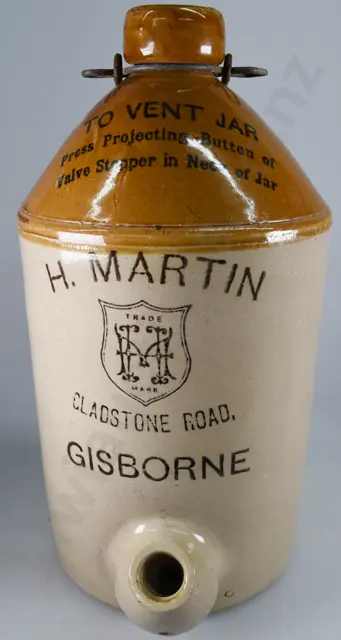 TO VENT JAR
Press Projecting Button of
Valve Stopper in Neck of Jar
H. MARTIN
TRADE
HM
MARK
GLADSTONE ROAD,
GISBORNE